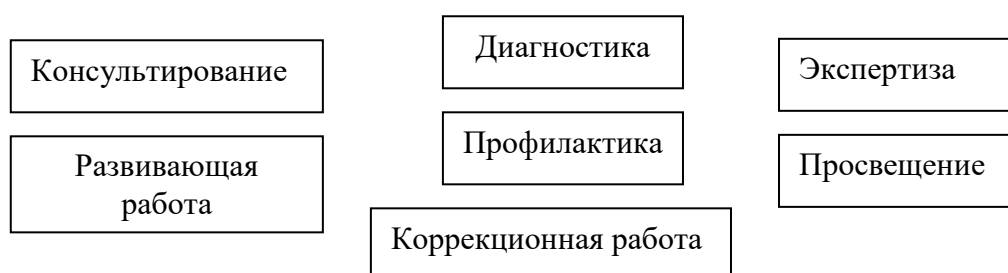 Диагностика
Консультирование
Экспертиза
Профилактика
Развивающая
работа
Просвещение
Коррекционная работа